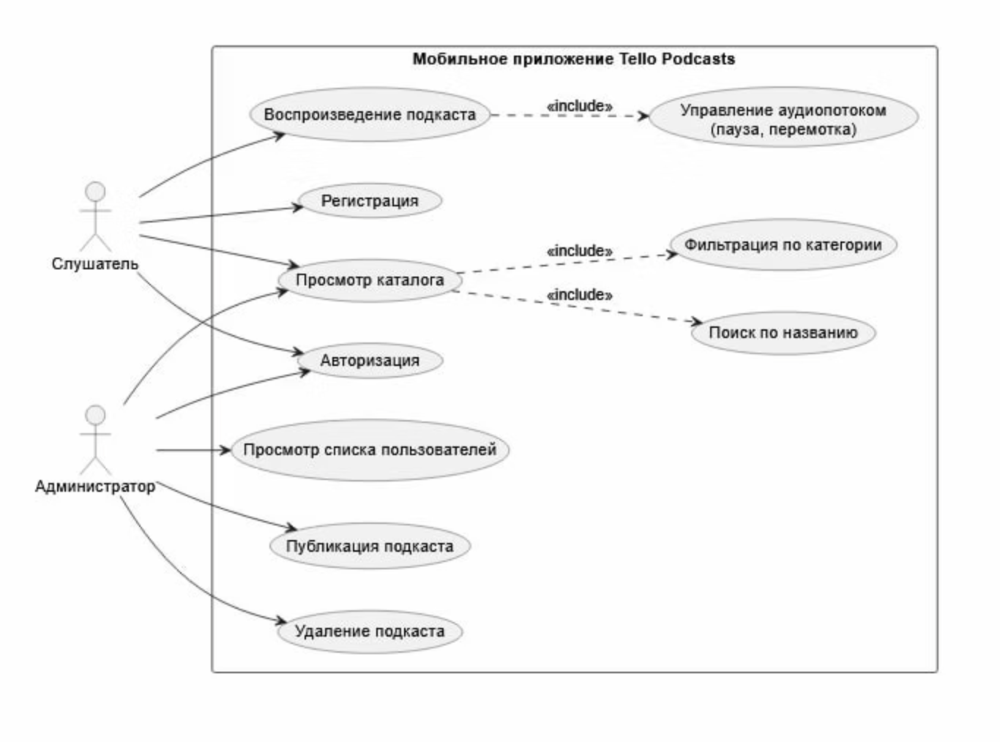 Мобильное приложение Tello Podcasts
Воспроизведение подкаста
«include»
Управление аудиопотоком
(пауза, перемотка)
Регистрация
Слушатель
Просмотр каталога
«include»
Фильтрация по категории
«include»
Поиск по названию
Авторизация
Просмотр списка пользователей
Администратор
Публикация подкаста
Удаление подкаста